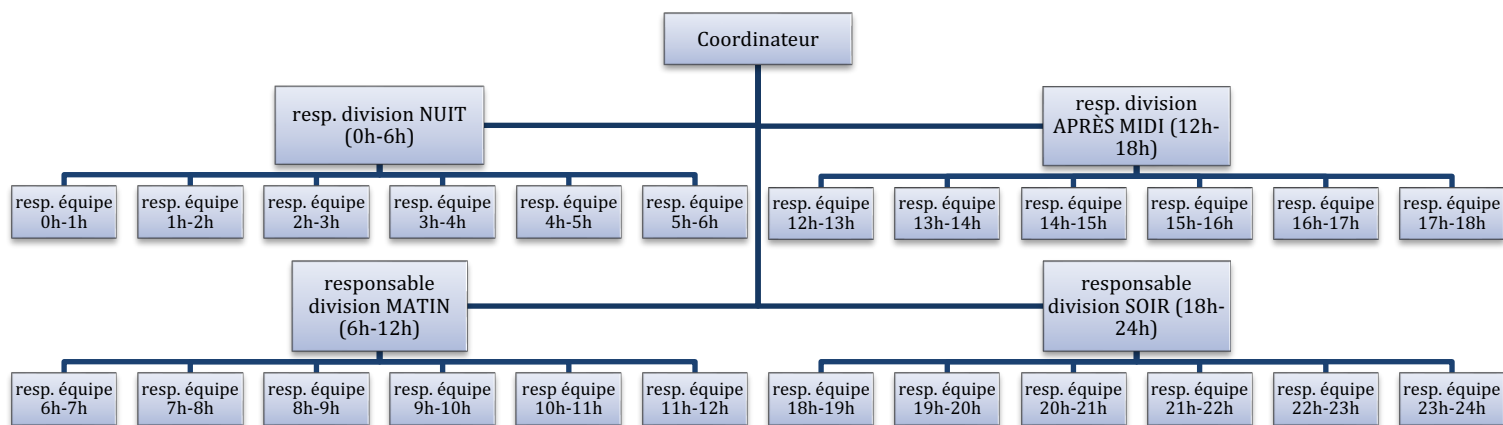 Coordinateur
resp. division NUIT
(0h-6h)
resp. division
APRÈS MIDI (12h-
18h)
resp. équipe
0h-1h
resp. équipe
1h-2h
resp. équipe
2h-3h
resp. équipe
3h-4h
resp. équipe
4h-5h
resp. équipe
5h-6h
resp. équipe
12h-13h
resp. équipe
13h-14h
resp. équipe
14h-15h
resp. équipe
15h-16h
resp. équipe
16h-17h
resp. équipe
17h-18h
responsable
division MATIN
(6h-12h)
responsable
division SOIR (18h-
24h)
resp. équipe
6h-7h
resp. équipe
7h-8h
resp. équipe
8h-9h
resp. équipe
9h-10h
resp équipe
10h-11h
resp. équipe
11h-12h
resp. équipe
18h-19h
resp. équipe
19h-20h
resp. équipe
20h-21h
resp. équipe
21h-22h
resp. équipe
22h-23h
resp. équipe
23h-24h